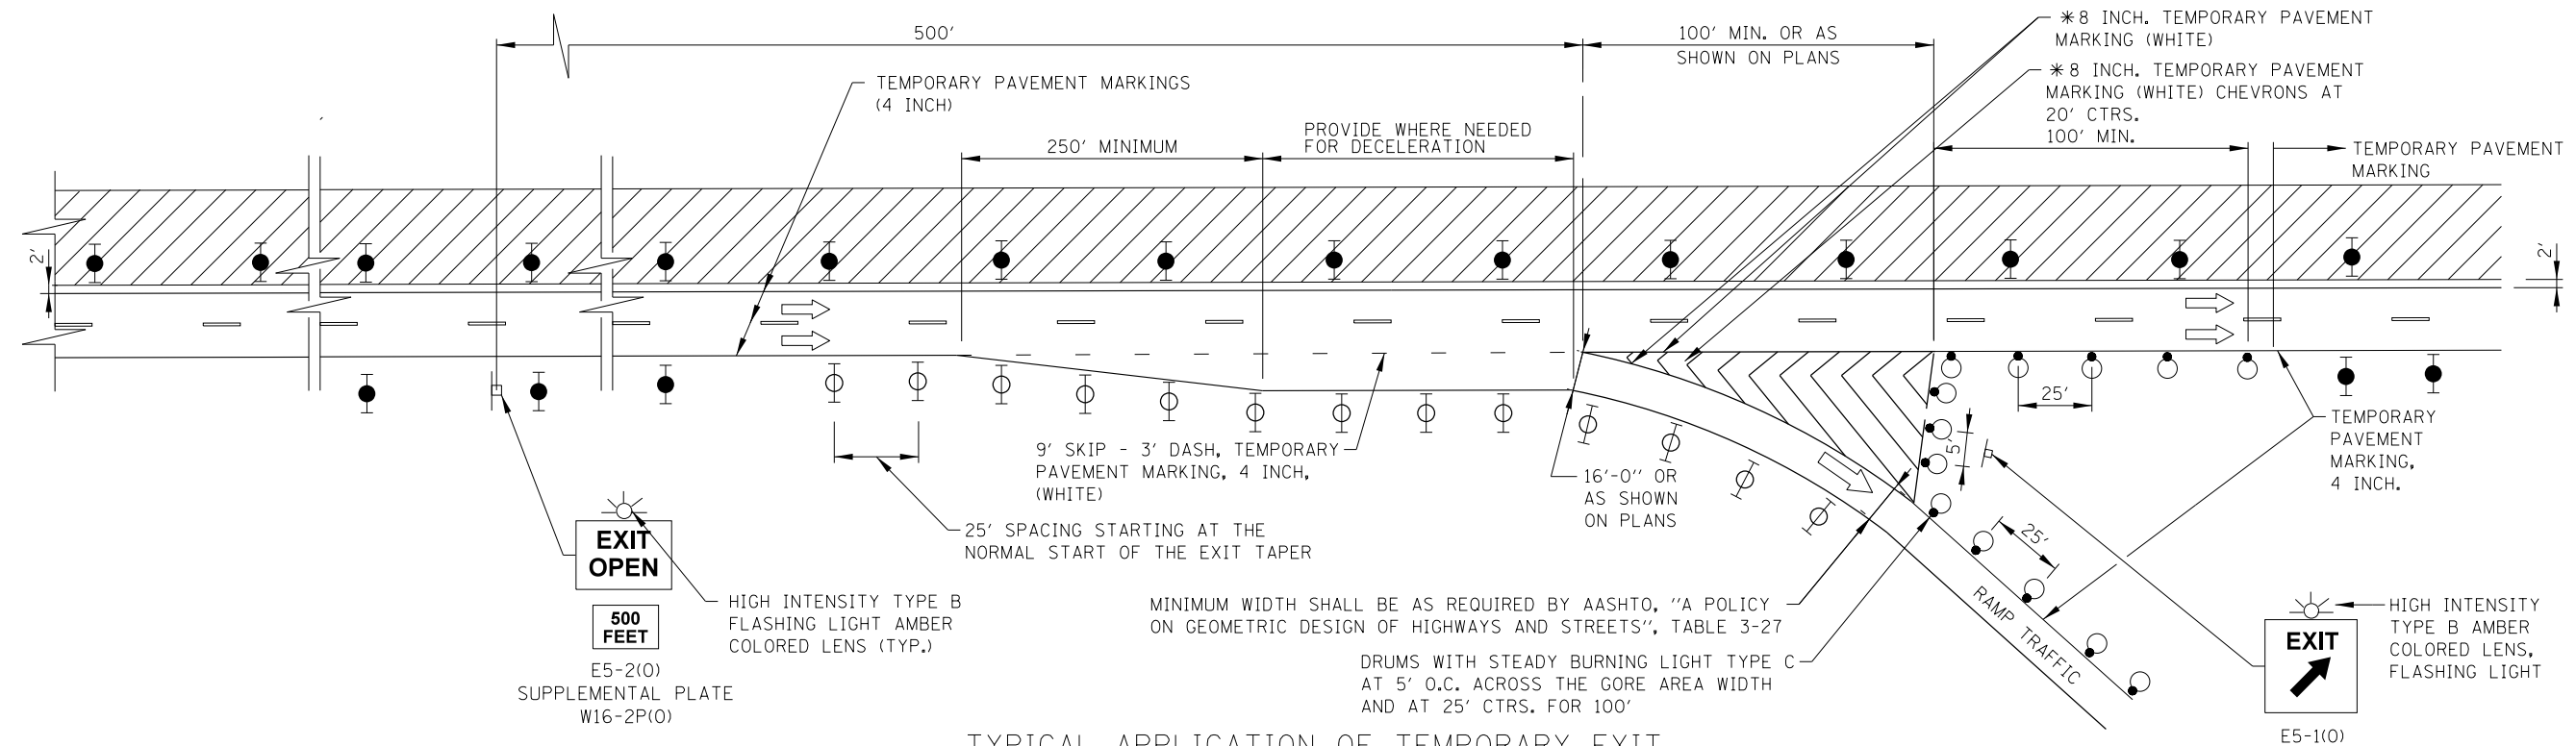 500'
100' MIN. OR AS
SHOWN ON PLANS
*8 INCH. TEMPORARY PAVEMENT
MARKING (WHITE)
*8 INCH. TEMPORARY PAVEMENT
MARKING (WHITE) CHEVRONS AT
20' CTRS.
100' MIN.
TEMPORARY PAVEMENT MARKINGS
(4 INCH)
250' MINIMUM
PROVIDE WHERE NEEDED
FOR DECELERATION
TEMPORARY PAVEMENT
MARKING
2'
2'
25'
5'
25'
9' SKIP - 3' DASH, TEMPORARY
PAVEMENT MARKING, 4 INCH,
(WHITE)
16'-0" OR
AS SHOWN
ON PLANS
TEMPORARY
PAVEMENT
MARKING,
4 INCH.
25' SPACING STARTING AT THE
NORMAL START OF THE EXIT TAPER
EXIT
OPEN
500
FEET
E5-2(O)
SUPPLEMENTAL PLATE
W16-2P(O)
HIGH INTENSITY TYPE B
FLASHING LIGHT AMBER
COLORED LENS (TYP.)
MINIMUM WIDTH SHALL BE AS REQUIRED BY AASHTO, "A POLICY
ON GEOMETRIC DESIGN OF HIGHWAYS AND STREETS", TABLE 3-27
DRUMS WITH STEADY BURNING LIGHT TYPE C
AT 5' O.C. ACROSS THE GORE AREA WIDTH
AND AT 25' CTRS. FOR 100'
RAMP TRAFFIC
HIGH INTENSITY
TYPE B AMBER
COLORED LENS,
FLASHING LIGHT
EXIT
E5-1(O)
TYPICAL APPLICATION OF TEMPORARY EXIT